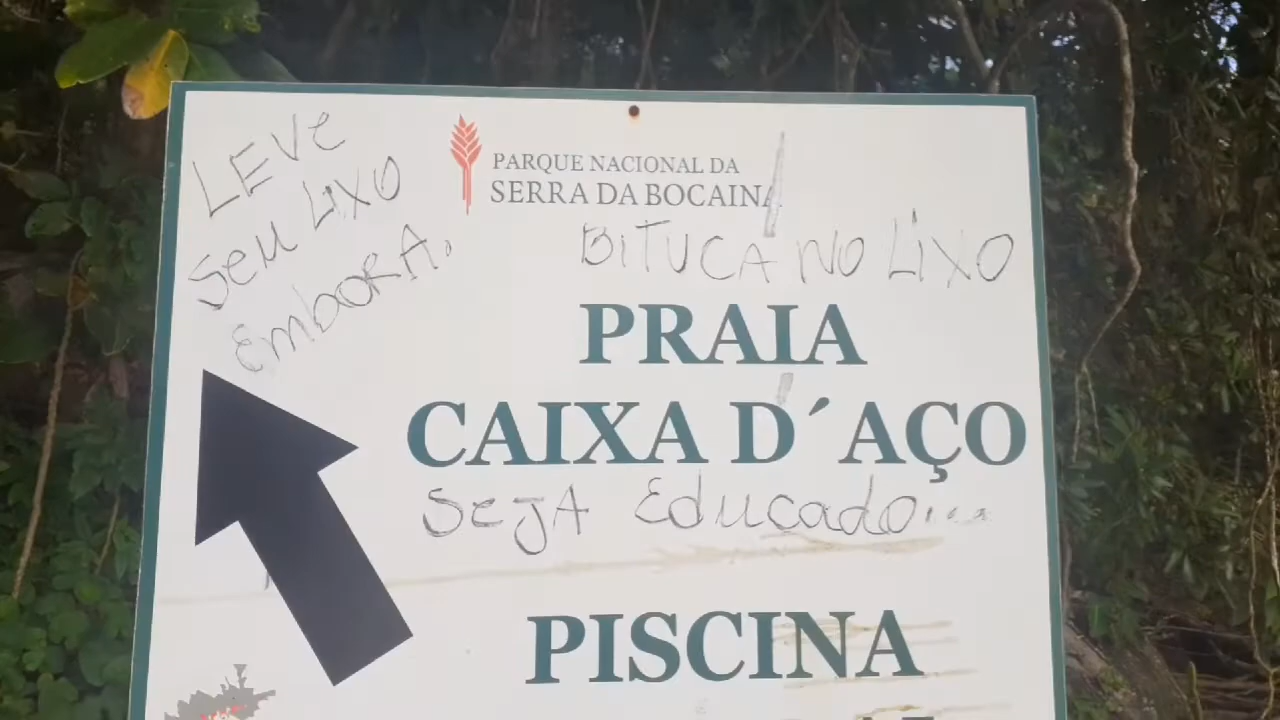 LEVE
SEU LIXO
EMBORA.
PARQUE NACIONAL DA
SERRA DA BOCAINA
BITUCA NO LIXO
PRAIA
CAIXA D´AÇO
SEJA Educado...
PISCINA